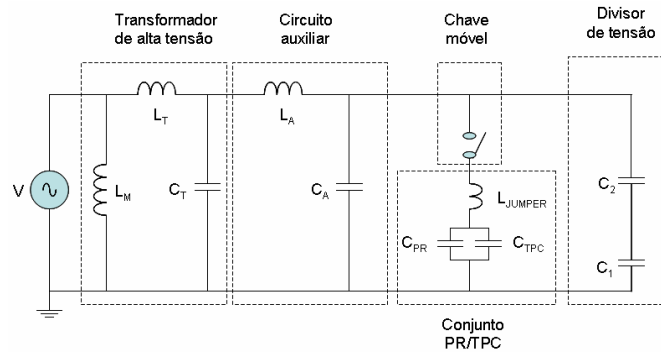 Transformador
de alta tensão
Circuito
auxiliar
Chave
móvel
Divisor
de tensão
L_T
L_A
V
L_M
C_T
C_A
L_JUMPER
C_PR
C_TPC
C_2
C_1
Conjunto
PR/TPC